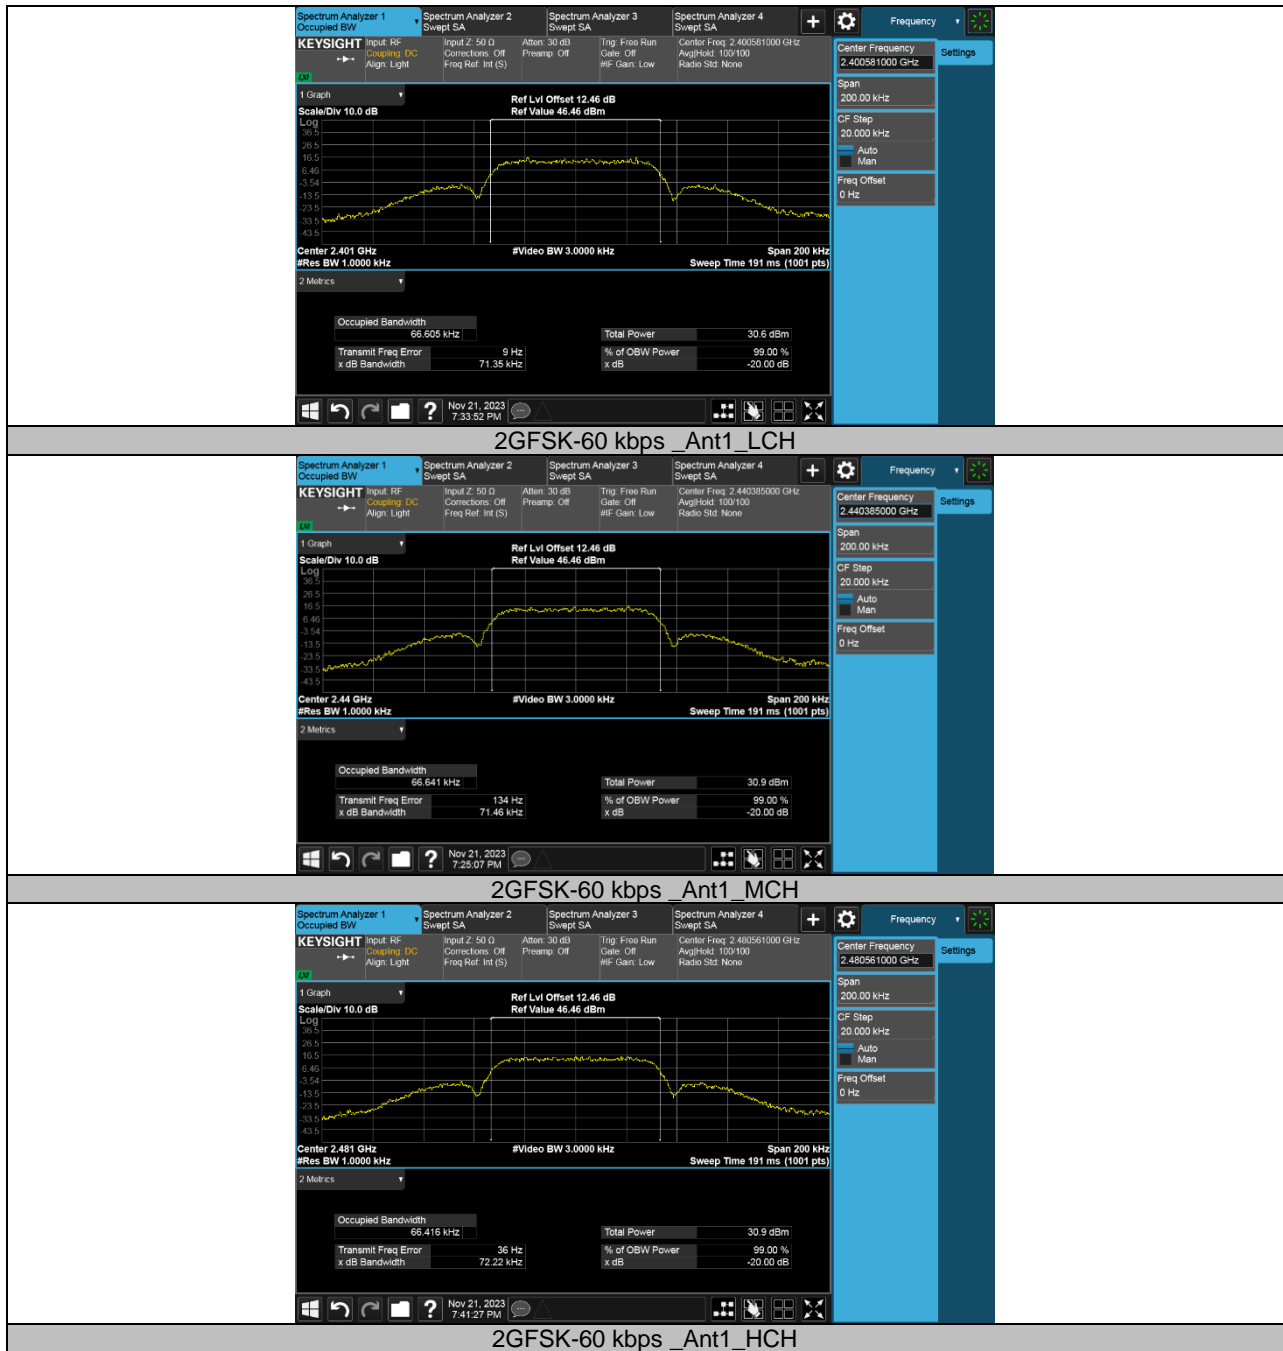 Spectrum Analyzer 1
Occupied BW
Spectrum Analyzer 2
Swept SA
Spectrum Analyzer 3
Swept SA
Spectrum Analyzer 4
Swept SA
Frequency
KEYSIGHT
Input: RF
Coupling: DC
Align: Light
Input Z: 50 Ω
Corrections: Off
Freq Ref: Int (S)
Atten: 30 dB
Preamp: Off
Trig: Free Run
Gate: Off
#IF Gain: Low
Center Freq: 2.400581000 GHz
Avg|Hold: 100/100
Radio Std: None
LXI
Center Frequency
2.400581000 GHz
Settings
Span
200.00 kHz
CF Step
20.000 kHz
Auto
Man
Freq Offset
0 Hz
1 Graph
Scale/Div 10.0 dB
Ref Lvl Offset 12.46 dB
Ref Value 46.46 dBm
Log
36.5
26.5
16.5
6.46
-3.54
-13.5
-23.5
-33.5
-43.5
Center 2.401 GHz
#Res BW 1.0000 kHz
#Video BW 3.0000 kHz
Span 200 kHz
Sweep Time 191 ms (1001 pts)
2 Metrics
Occupied Bandwidth
66.605 kHz
Total Power 30.6 dBm
Transmit Freq Error 9 Hz
% of OBW Power 99.00 %
x dB Bandwidth 71.35 kHz
x dB -20.00 dB
Nov 21, 2023
7:33:52 PM
2GFSK-60 kbps _Ant1_LCH
Spectrum Analyzer 1
Occupied BW
Spectrum Analyzer 2
Swept SA
Spectrum Analyzer 3
Swept SA
Spectrum Analyzer 4
Swept SA
Frequency
KEYSIGHT
Input: RF
Coupling: DC
Align: Light
Input Z: 50 Ω
Corrections: Off
Freq Ref: Int (S)
Atten: 30 dB
Preamp: Off
Trig: Free Run
Gate: Off
#IF Gain: Low
Center Freq: 2.440385000 GHz
Avg|Hold: 100/100
Radio Std: None
LXI
Center Frequency
2.440385000 GHz
Settings
Span
200.00 kHz
CF Step
20.000 kHz
Auto
Man
Freq Offset
0 Hz
1 Graph
Scale/Div 10.0 dB
Ref Lvl Offset 12.46 dB
Ref Value 46.46 dBm
Log
36.5
26.5
16.5
6.46
-3.54
-13.5
-23.5
-33.5
-43.5
Center 2.44 GHz
#Res BW 1.0000 kHz
#Video BW 3.0000 kHz
Span 200 kHz
Sweep Time 191 ms (1001 pts)
2 Metrics
Occupied Bandwidth
66.641 kHz
Total Power 30.9 dBm
Transmit Freq Error 134 Hz
% of OBW Power 99.00 %
x dB Bandwidth 71.46 kHz
x dB -20.00 dB
Nov 21, 2023
7:25:07 PM
2GFSK-60 kbps _Ant1_MCH
Spectrum Analyzer 1
Occupied BW
Spectrum Analyzer 2
Swept SA
Spectrum Analyzer 3
Swept SA
Spectrum Analyzer 4
Swept SA
Frequency
KEYSIGHT
Input: RF
Coupling: DC
Align: Light
Input Z: 50 Ω
Corrections: Off
Freq Ref: Int (S)
Atten: 30 dB
Preamp: Off
Trig: Free Run
Gate: Off
#IF Gain: Low
Center Freq: 2.480561000 GHz
Avg|Hold: 100/100
Radio Std: None
LXI
Center Frequency
2.480561000 GHz
Settings
Span
200.00 kHz
CF Step
20.000 kHz
Auto
Man
Freq Offset
0 Hz
1 Graph
Scale/Div 10.0 dB
Ref Lvl Offset 12.46 dB
Ref Value 46.46 dBm
Log
36.5
26.5
16.5
6.46
-3.54
-13.5
-23.5
-33.5
-43.5
Center 2.481 GHz
#Res BW 1.0000 kHz
#Video BW 3.0000 kHz
Span 200 kHz
Sweep Time 191 ms (1001 pts)
2 Metrics
Occupied Bandwidth
66.416 kHz
Total Power 30.9 dBm
Transmit Freq Error 36 Hz
% of OBW Power 99.00 %
x dB Bandwidth 72.22 kHz
x dB -20.00 dB
Nov 21, 2023
7:41:27 PM
2GFSK-60 kbps _Ant1_HCH